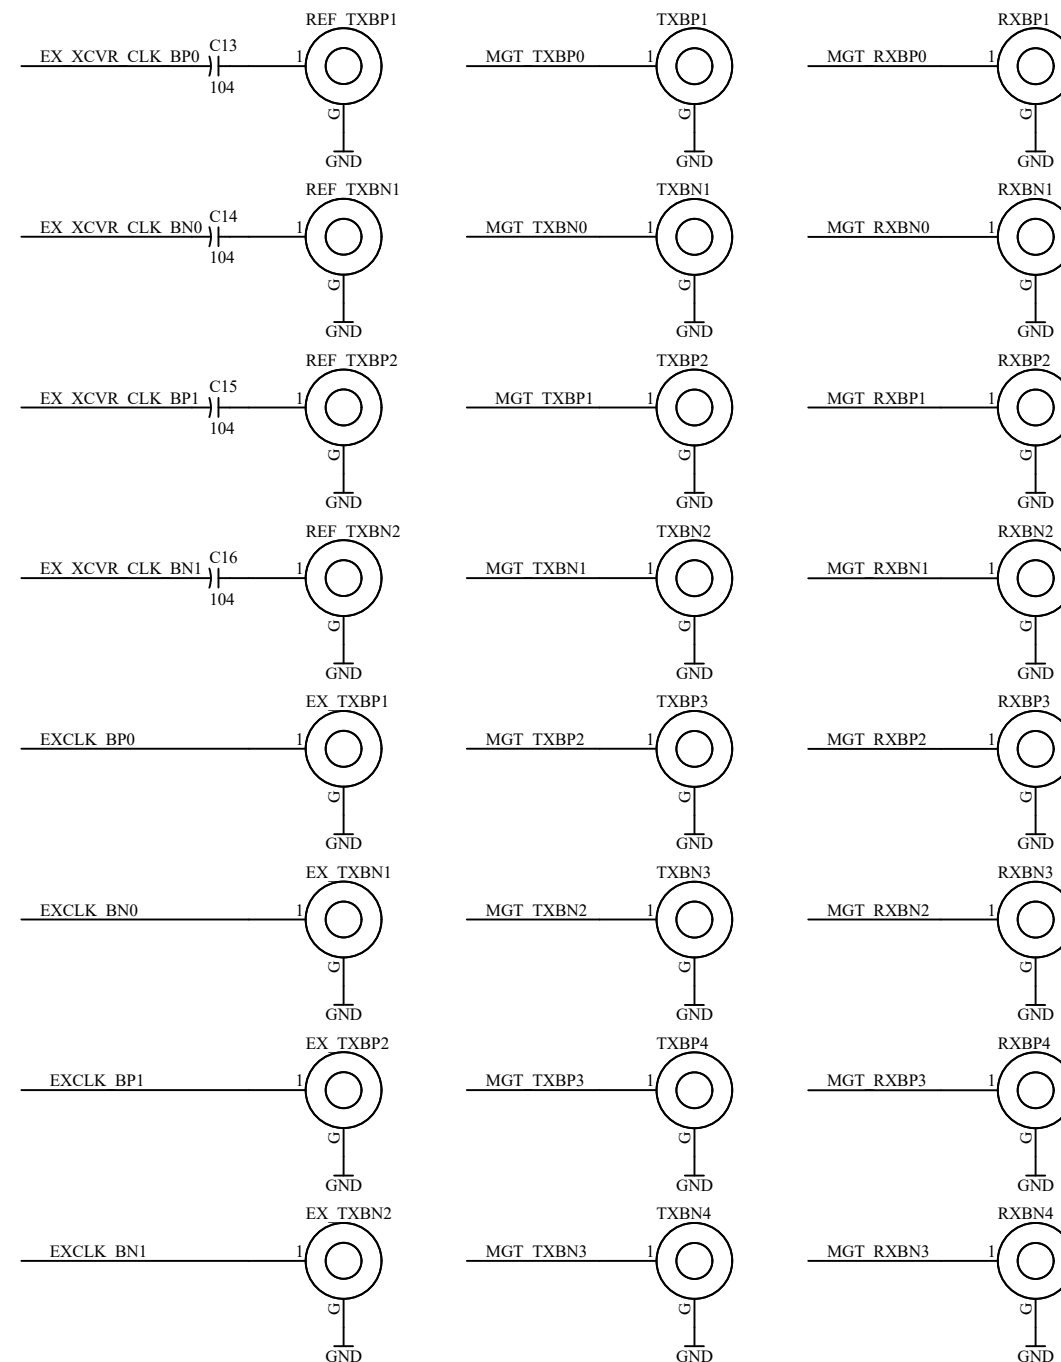 REF_TXBP1 TXBP1 RXBP1
EX_XCVR_CLK_BP0 C13 1 MGT_TXBP0 1 MGT_RXBP0 1
104
G G G
GND GND GND
REF_TXBN1 TXBN1 RXBN1
EX_XCVR_CLK_BN0 C14 1 MGT_TXBN0 1 MGT_RXBN0 1
104
G G G
GND GND GND
REF_TXBP2 TXBP2 RXBP2
EX_XCVR_CLK_BP1 C15 1 MGT_TXBP1 1 MGT_RXBP1 1
104
G G G
GND GND GND
REF_TXBN2 TXBN2 RXBN2
EX_XCVR_CLK_BN1 C16 1 MGT_TXBN1 1 MGT_RXBN1 1
104
G G G
GND GND GND
EX_TXBP1 TXBP3 RXBP3
EXCLK_BP0 1 MGT_TXBP2 1 MGT_RXBP2 1
G G G
GND GND GND
EX_TXBN1 TXBN3 RXBN3
EXCLK_BN0 1 MGT_TXBN2 1 MGT_RXBN2 1
G G G
GND GND GND
EX_TXBP2 TXBP4 RXBP4
EXCLK_BP1 1 MGT_TXBP3 1 MGT_RXBP3 1
G G G
GND GND GND
EX_TXBN2 TXBN4 RXBN4
EXCLK_BN1 1 MGT_TXBN3 1 MGT_RXBN3 1
G G G
GND GND GND